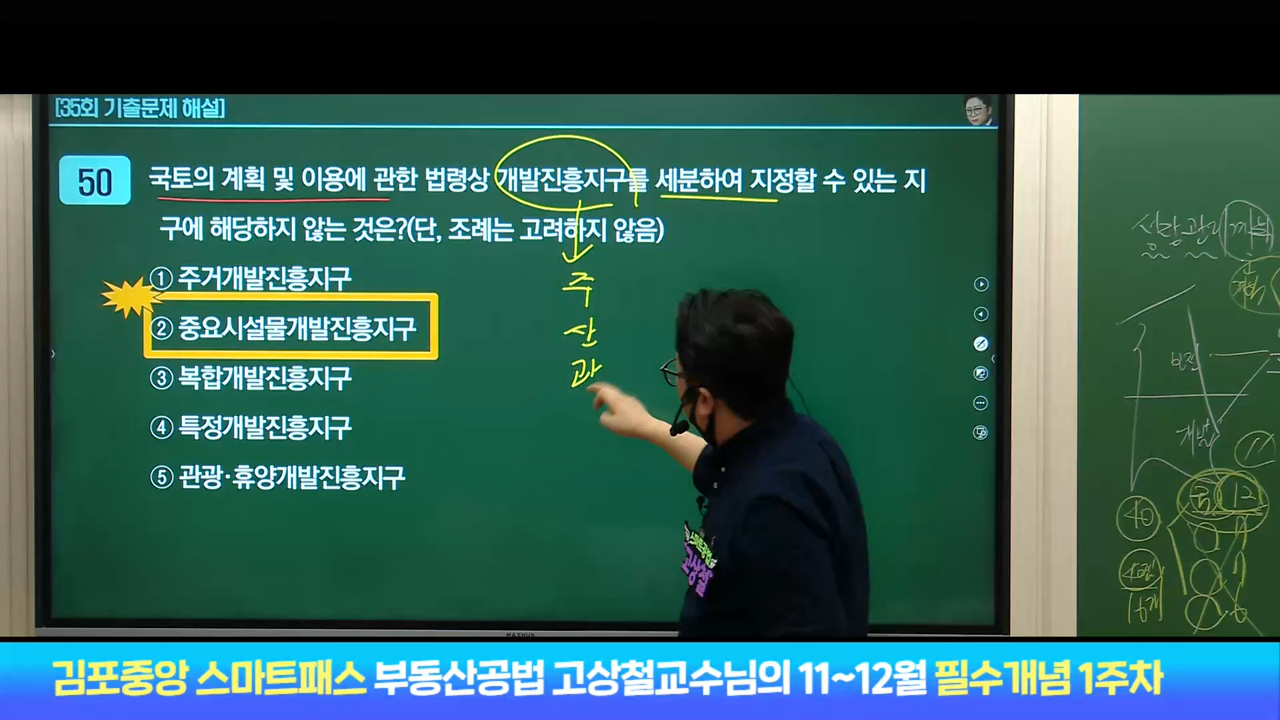 [35회 기출문제 해설]
50
국토의 계획 및 이용에 관한 법령상 개발진흥지구를 세분하여 지정할 수 있는 지
구에 해당하지 않는 것은?(단, 조례는 고려하지 않음)
① 주거개발진흥지구
② 중요시설물개발진흥지구
③ 복합개발진흥지구
④ 특정개발진흥지구
⑤ 관광·휴양개발진흥지구
주
산
과
고상철
12
40
김포중앙 스마트패스 부동산공법 고상철교수님의 11~12월 필수개념 1주차